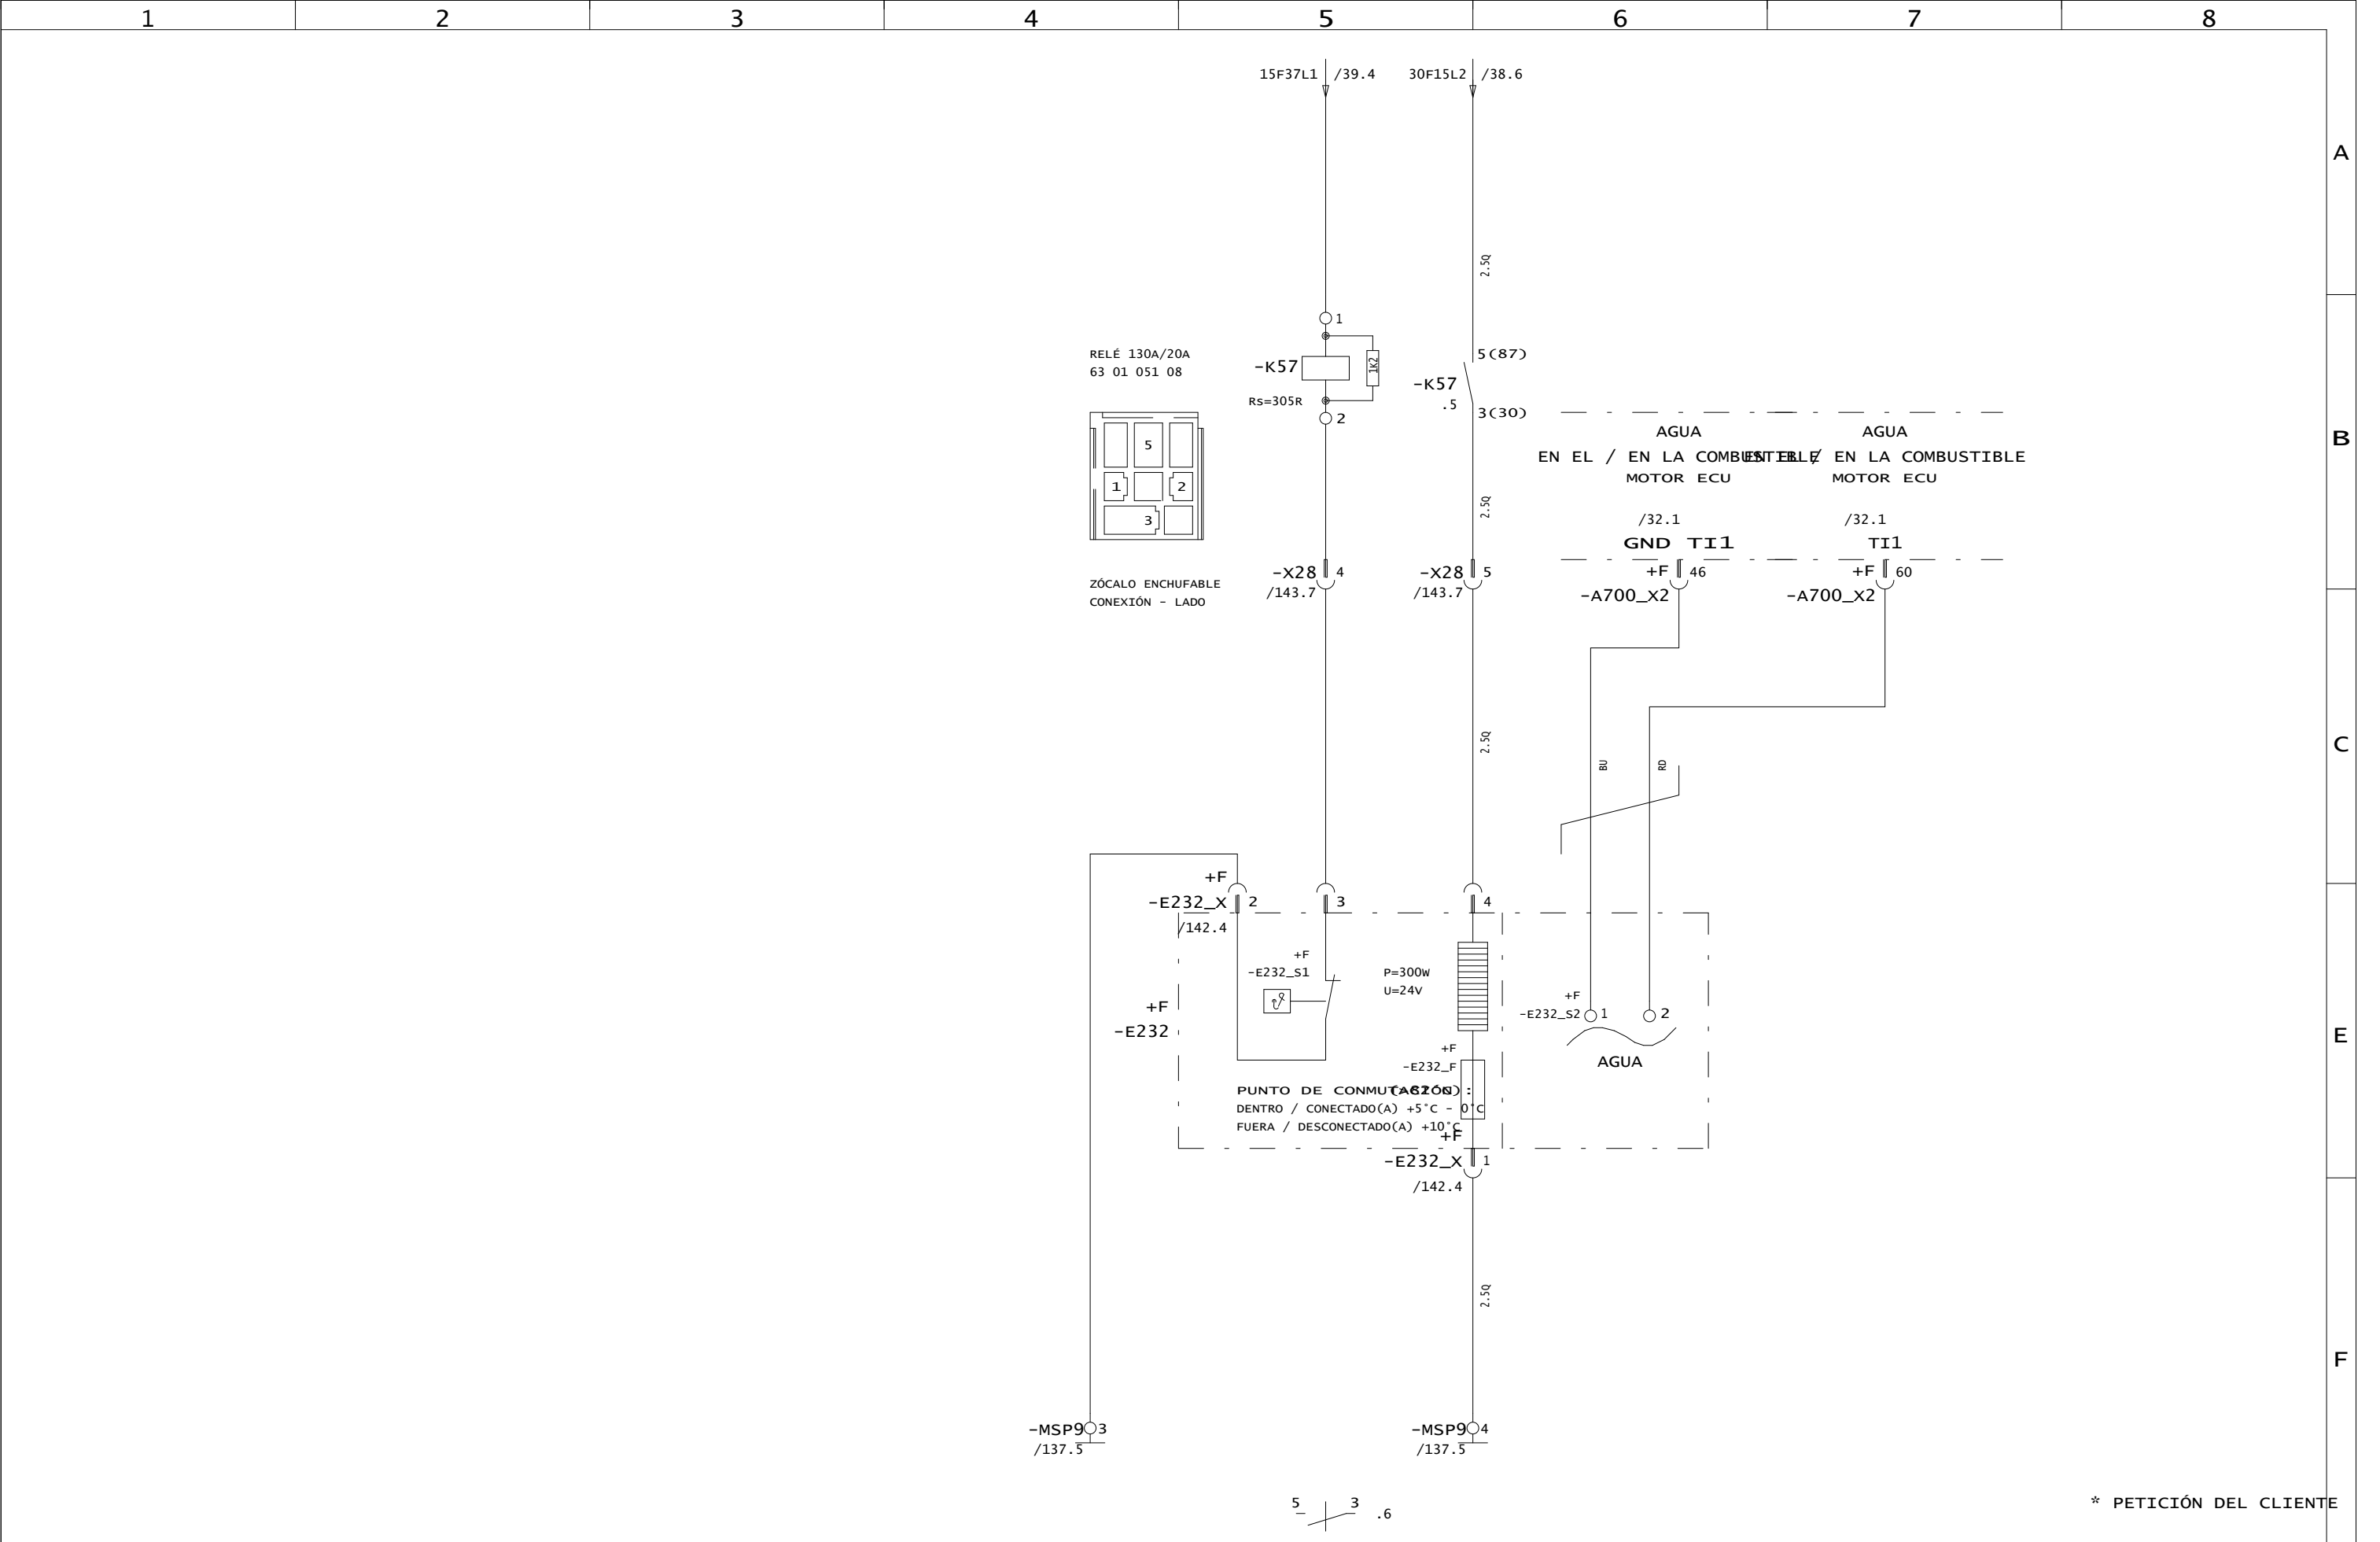 1 2 3 4 5 6 7 8
15F37L1 /39.4 30F15L2 /38.6
A
2.5Q
1
RELÉ 130A/20A
63 01 051 08
-K57
1K2
Rs=305R
2
5(87)
-K57
.5
3(30)
5
1 2
3
ZÓCALO ENCHUFABLE
CONEXIÓN - LADO
B
AGUA
EN EL / EN LA COMBUSTIBLE
MOTOR ECU
/32.1
GND TI1
+F 46
-A700_X2
AGUA
EN EL / EN LA COMBUSTIBLE
MOTOR ECU
/32.1
TI1
+F 60
-A700_X2
2.5Q
-X28 4
/143.7
-X28 5
/143.7
C
2.5Q
BU
RD
+F
-E232_X 2 3 4
/142.4
+F
-E232_S1
P=300W
U=24V
+F
-E232
+F
-E232_S2 1 2
AGUA
E
+F
-E232_F
PUNTO DE CONMUTACIÓN:
DENTRO / CONECTADO(A) +5°C - 0°C
FUERA / DESCONECTADO(A) +10°C
+F
-E232_X 1
/142.4
2.5Q
F
-MSP9 3
/137.5
-MSP9 4
/137.5
5 3 .6
* PETICIÓN DEL CLIENTE